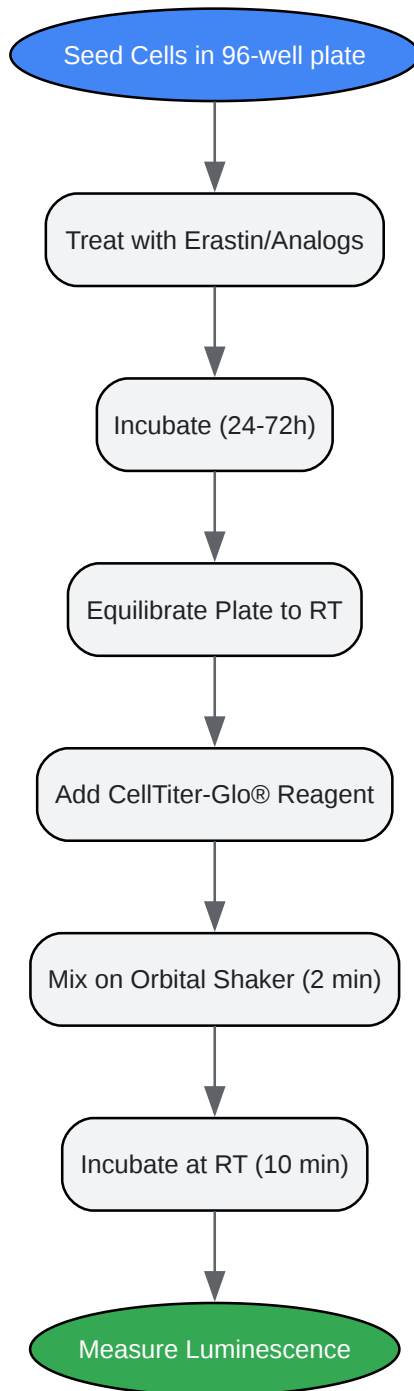 Seed Cells in 96-well plate
Treat with Erastin/Analogs
Incubate (24-72h)
Equilibrate Plate to RT
Add CellTiter-Glo® Reagent
Mix on Orbital Shaker (2 min)
Incubate at RT (10 min)
Measure Luminescence